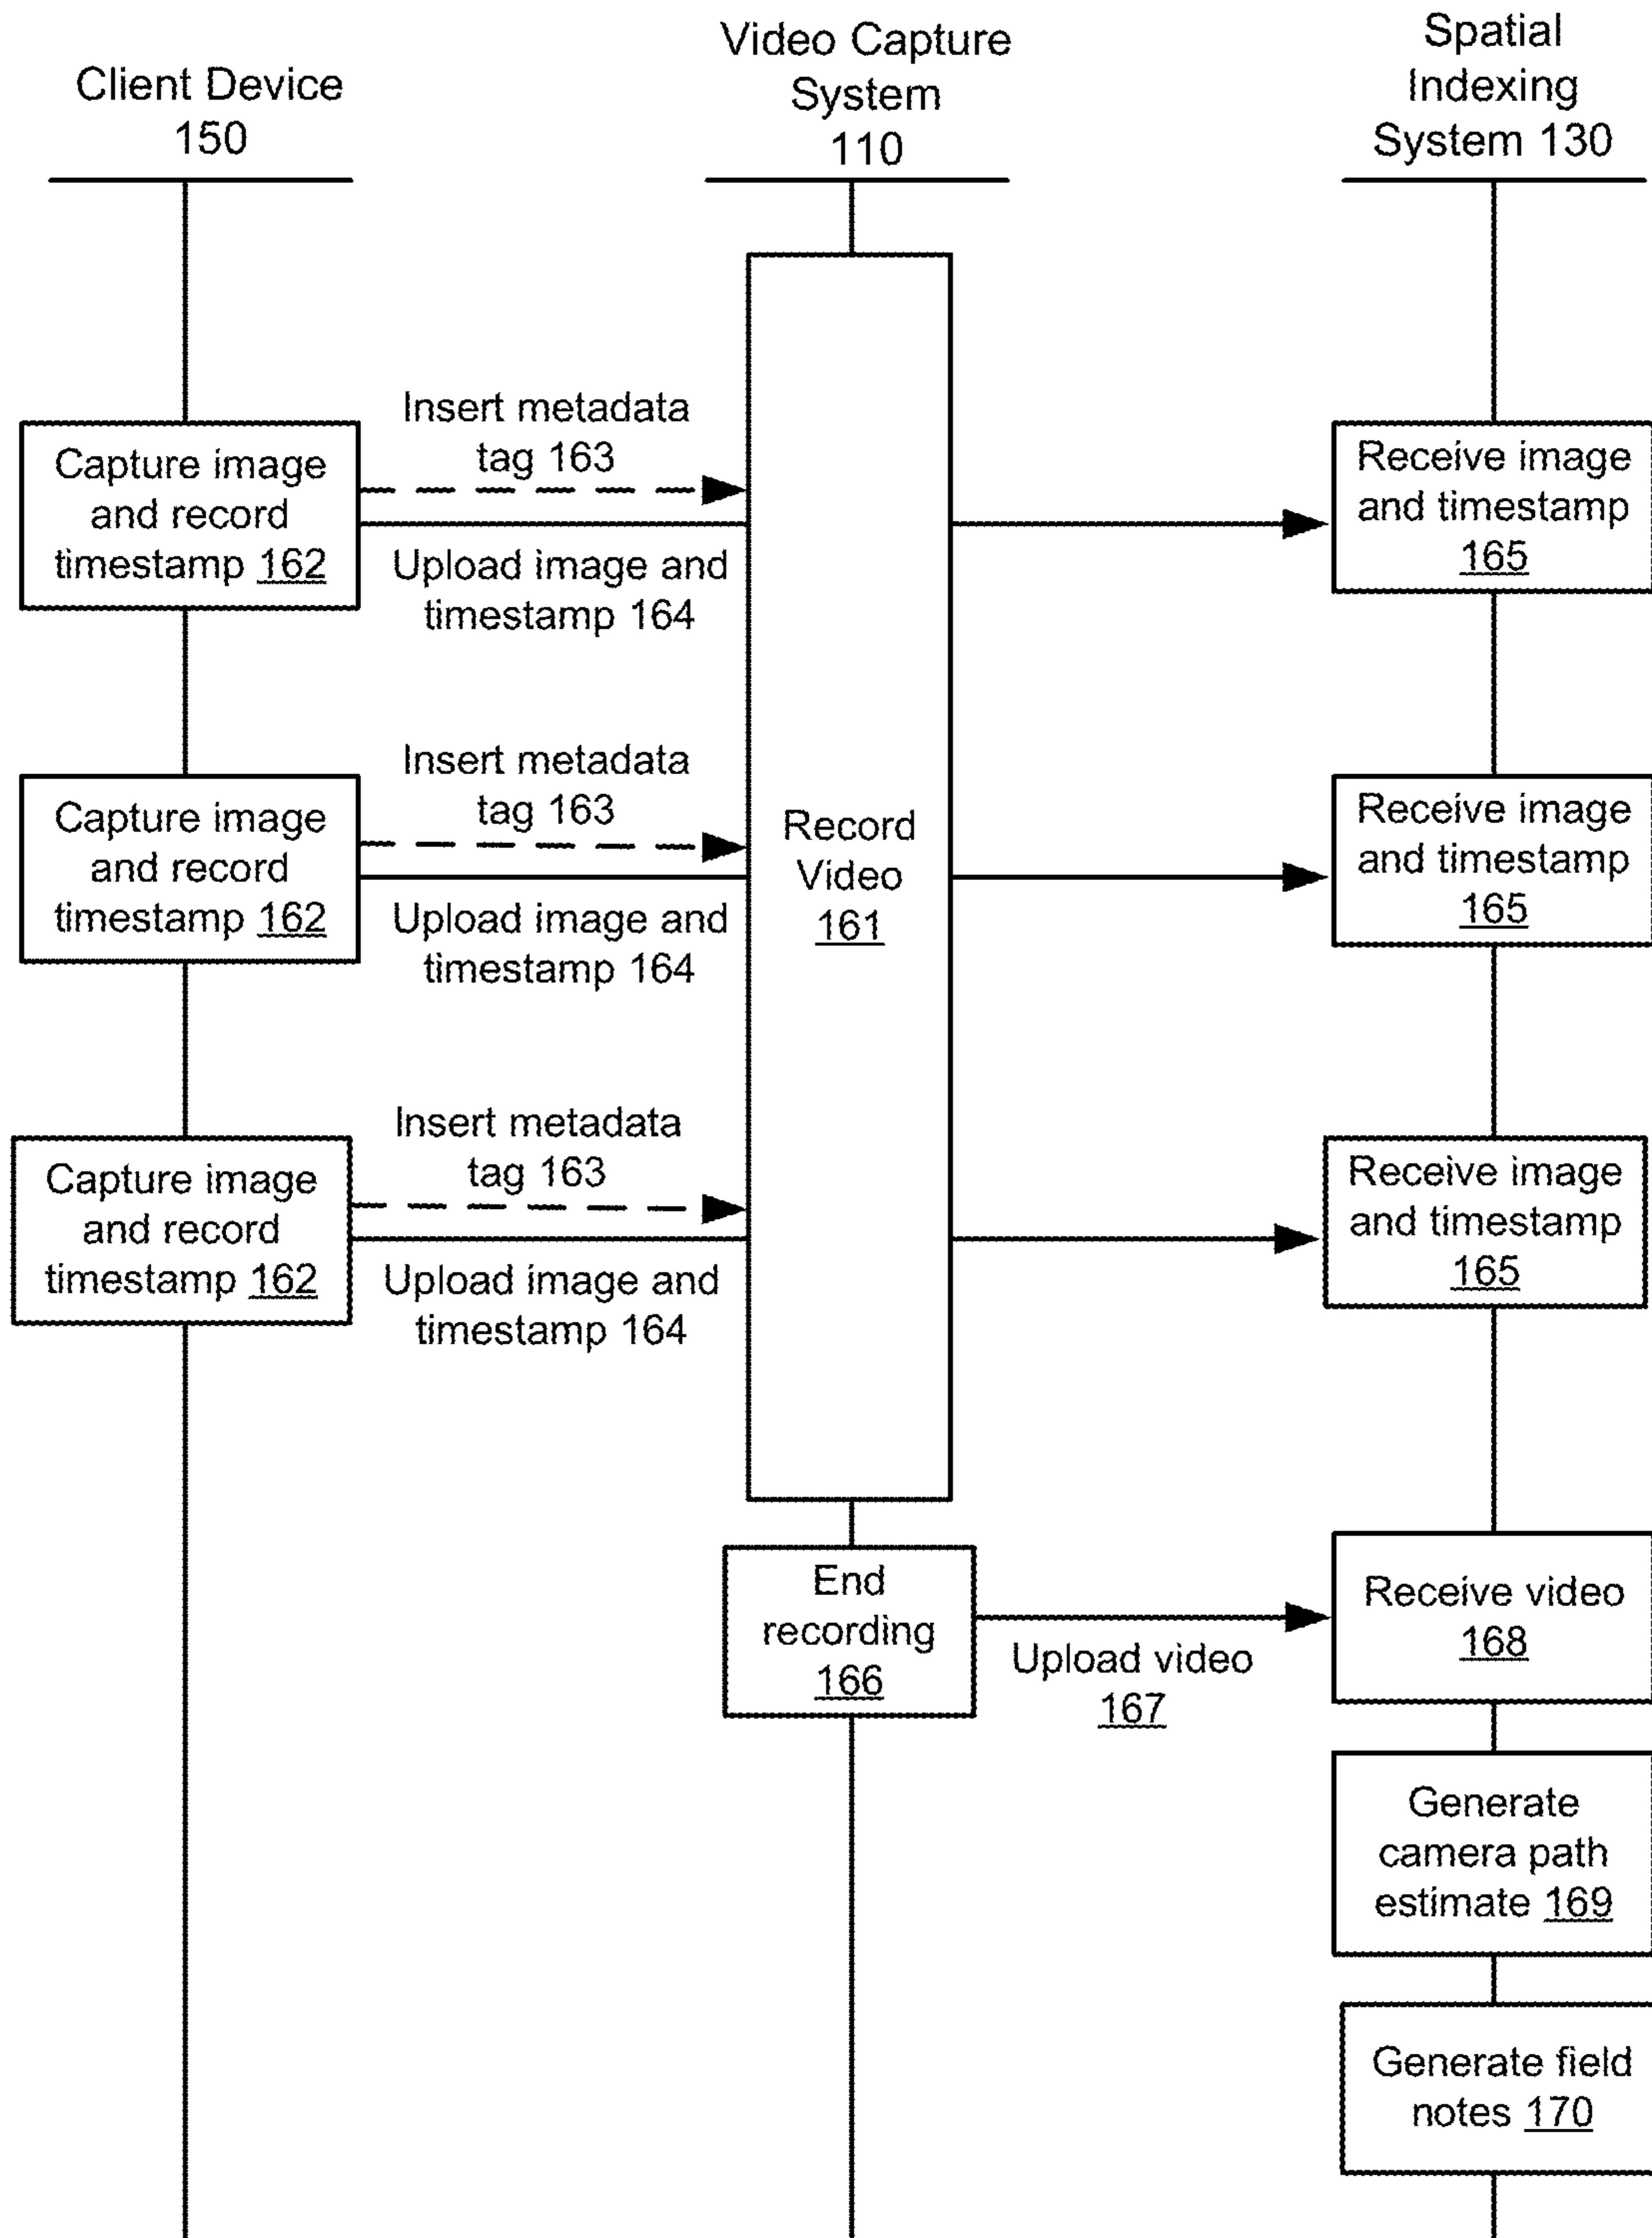 Client Device
150
Video Capture
System
110
Spatial
Indexing
System 130
Capture image
and record
timestamp 162
Insert metadata
tag 163
Upload image and
timestamp 164
Receive image
and timestamp
165
Capture image
and record
timestamp 162
Insert metadata
tag 163
Upload image and
timestamp 164
Record
Video
161
Receive image
and timestamp
165
Capture image
and record
timestamp 162
Insert metadata
tag 163
Upload image and
timestamp 164
Receive image
and timestamp
165
End
recording
166
Upload video
167
Receive video
168
Generate
camera path
estimate 169
Generate field
notes 170